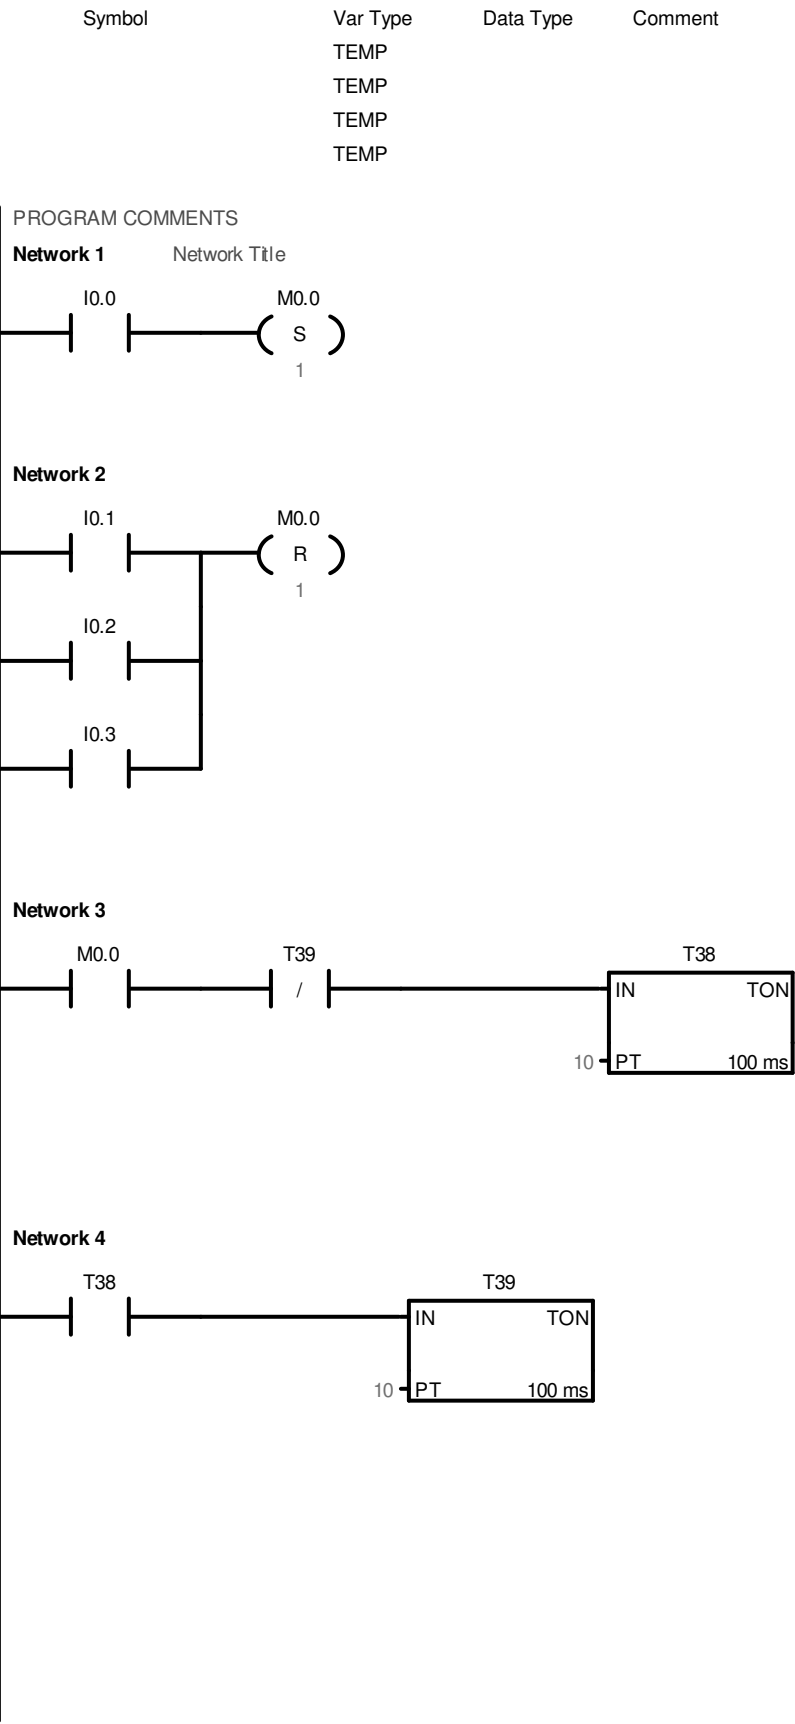 Symbol Var Type Data Type Comment
TEMP
TEMP
TEMP
TEMP
PROGRAM COMMENTS
Network 1 Network Title
I0.0 M0.0
S
1
Network 2
I0.1 M0.0
R
1
I0.2
I0.3
Network 3
M0.0 T39 T38
/ IN TON
10 PT 100 ms
Network 4
T38 T39
IN TON
10 PT 100 ms